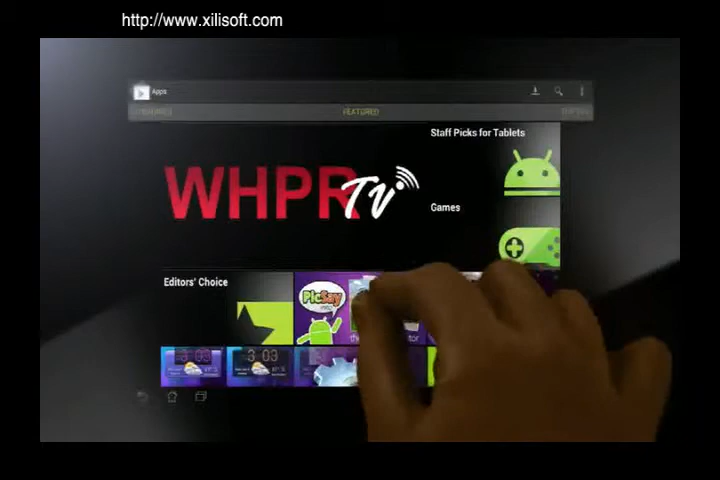 http://www.xilisoft.com
Apps
FEATURED
Staff Picks for Tablets
WHPR TV
Games
Editors' Choice
PicSay
3 03
3 03